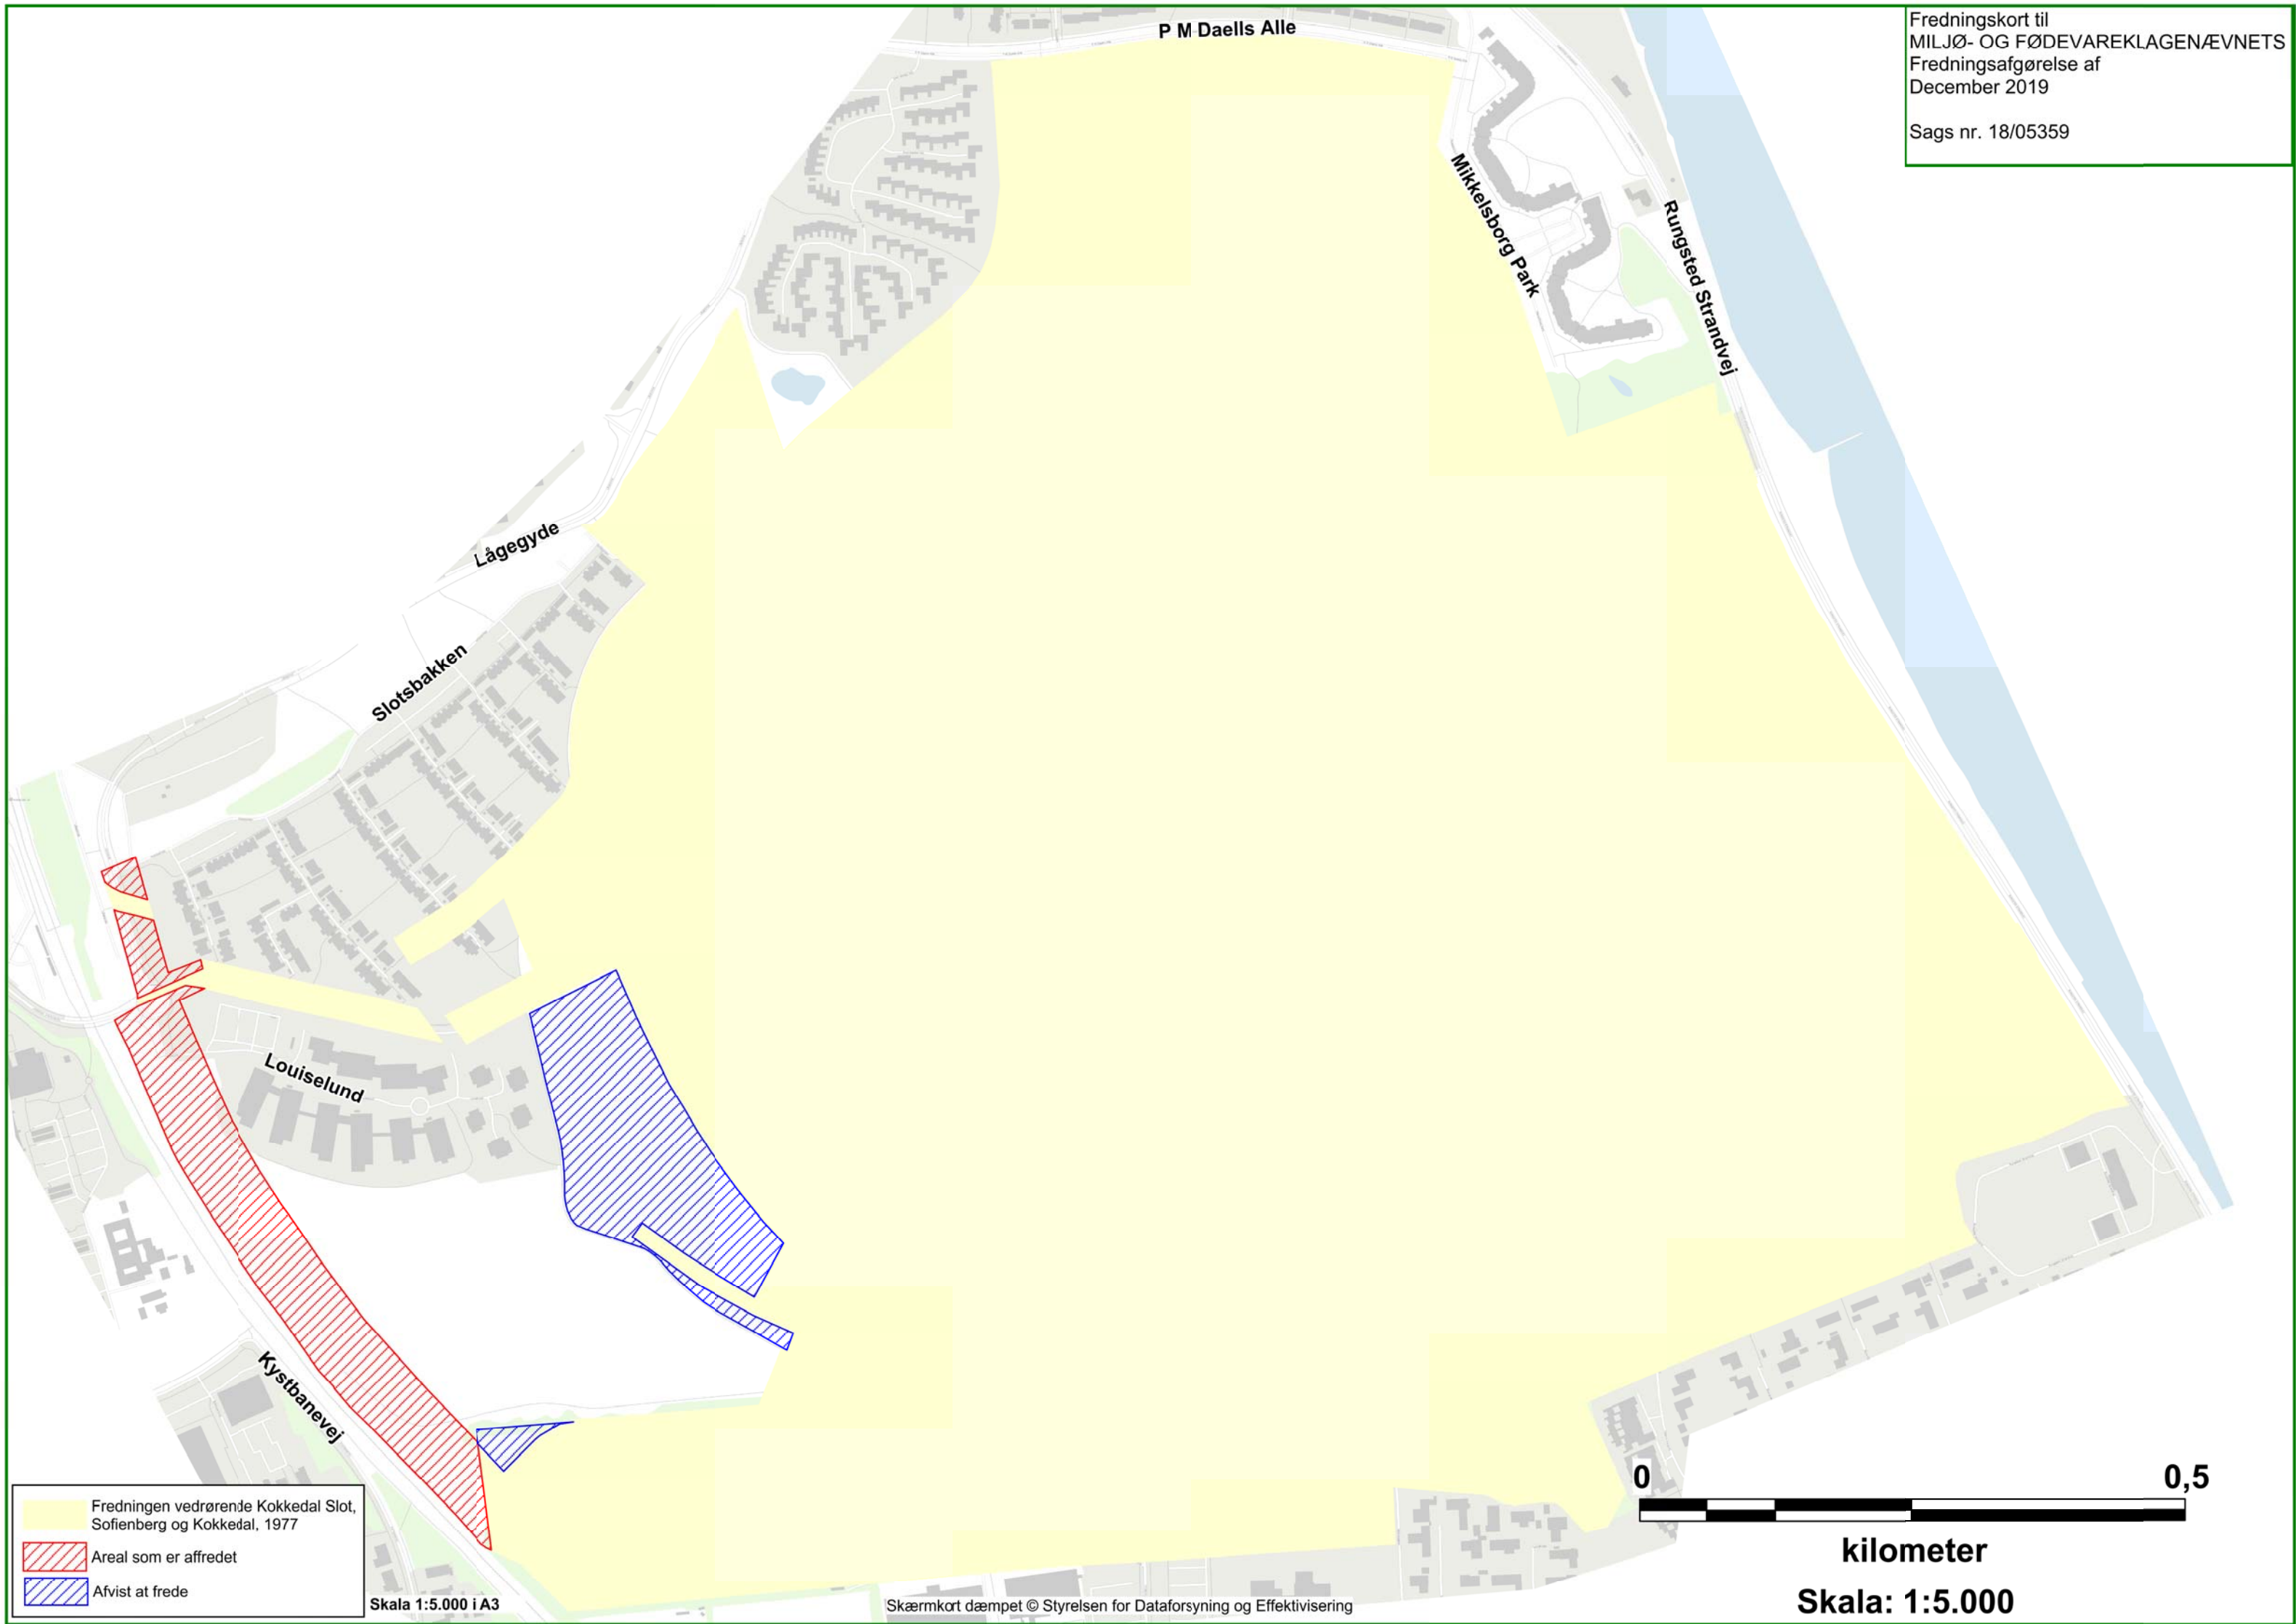 P M Daells Alle
Fredningskort til
MILJØ- OG FØDEVAREKLAGENÆVNETS
Fredningsafgørelse af
December 2019
Sags nr. 18/05359
Mikkelsborg Park
Rungsted Strandvej
Lågegyde
Slotsbakken
Louiselund
Kystbanevej
Fredningen vedrørende Kokkedal Slot,
Sofienberg og Kokkedal, 1977
Areal som er affredet
Afvist at frede
Skala 1:5.000 i A3
Skærmkort dæmpet © Styrelsen for Dataforsyning og Effektivisering
0 0,5
kilometer
Skala: 1:5.000